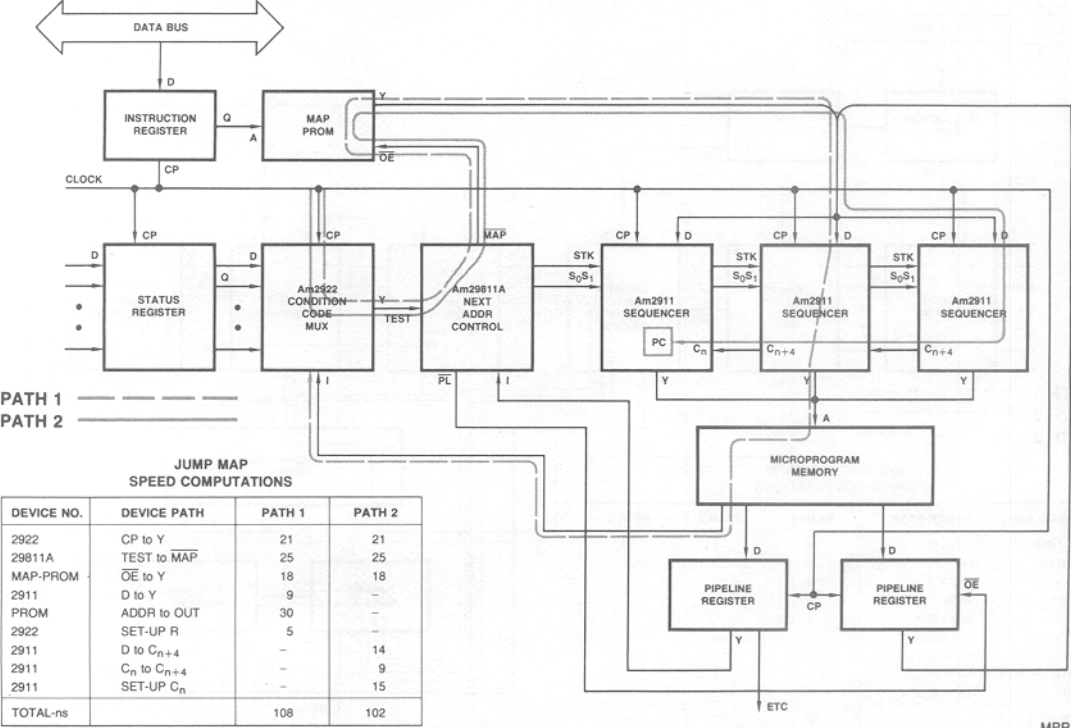 DATA BUS
D
INSTRUCTION
REGISTER
Q
A
MAP
PROM
Y
OE
CP
CLOCK
CP
CP
MAP
CP
D
CP
D
CP
D
D
STATUS
REGISTER
Q
D
Am2922
CONDITION
CODE
MUX
Y
TEST
Am29811A
NEXT
ADDR
CONTROL
STK
S0S1
Am2911
SEQUENCER
PC
Cn
STK
S0S1
Am2911
SEQUENCER
Cn+4
STK
S0S1
Am2911
SEQUENCER
Cn+4
I
PL
I
Y
Y
Y
A
PATH 1
PATH 2
MICROPROGRAM
MEMORY
D
D
PIPELINE
REGISTER
CP
PIPELINE
REGISTER
OE
Y
Y
ETC
JUMP MAP
SPEED COMPUTATIONS
DEVICE NO. DEVICE PATH PATH 1 PATH 2
2922 CP to Y 21 21
29811A TEST to MAP 25 25
MAP-PROM OE to Y 18 18
2911 D to Y 9 –
PROM ADDR to OUT 30 –
2922 SET-UP R 5 –
2911 D to Cn+4 – 14
2911 Cn to Cn+4 – 9
2911 SET-UP Cn – 15
TOTAL-ns 108 102